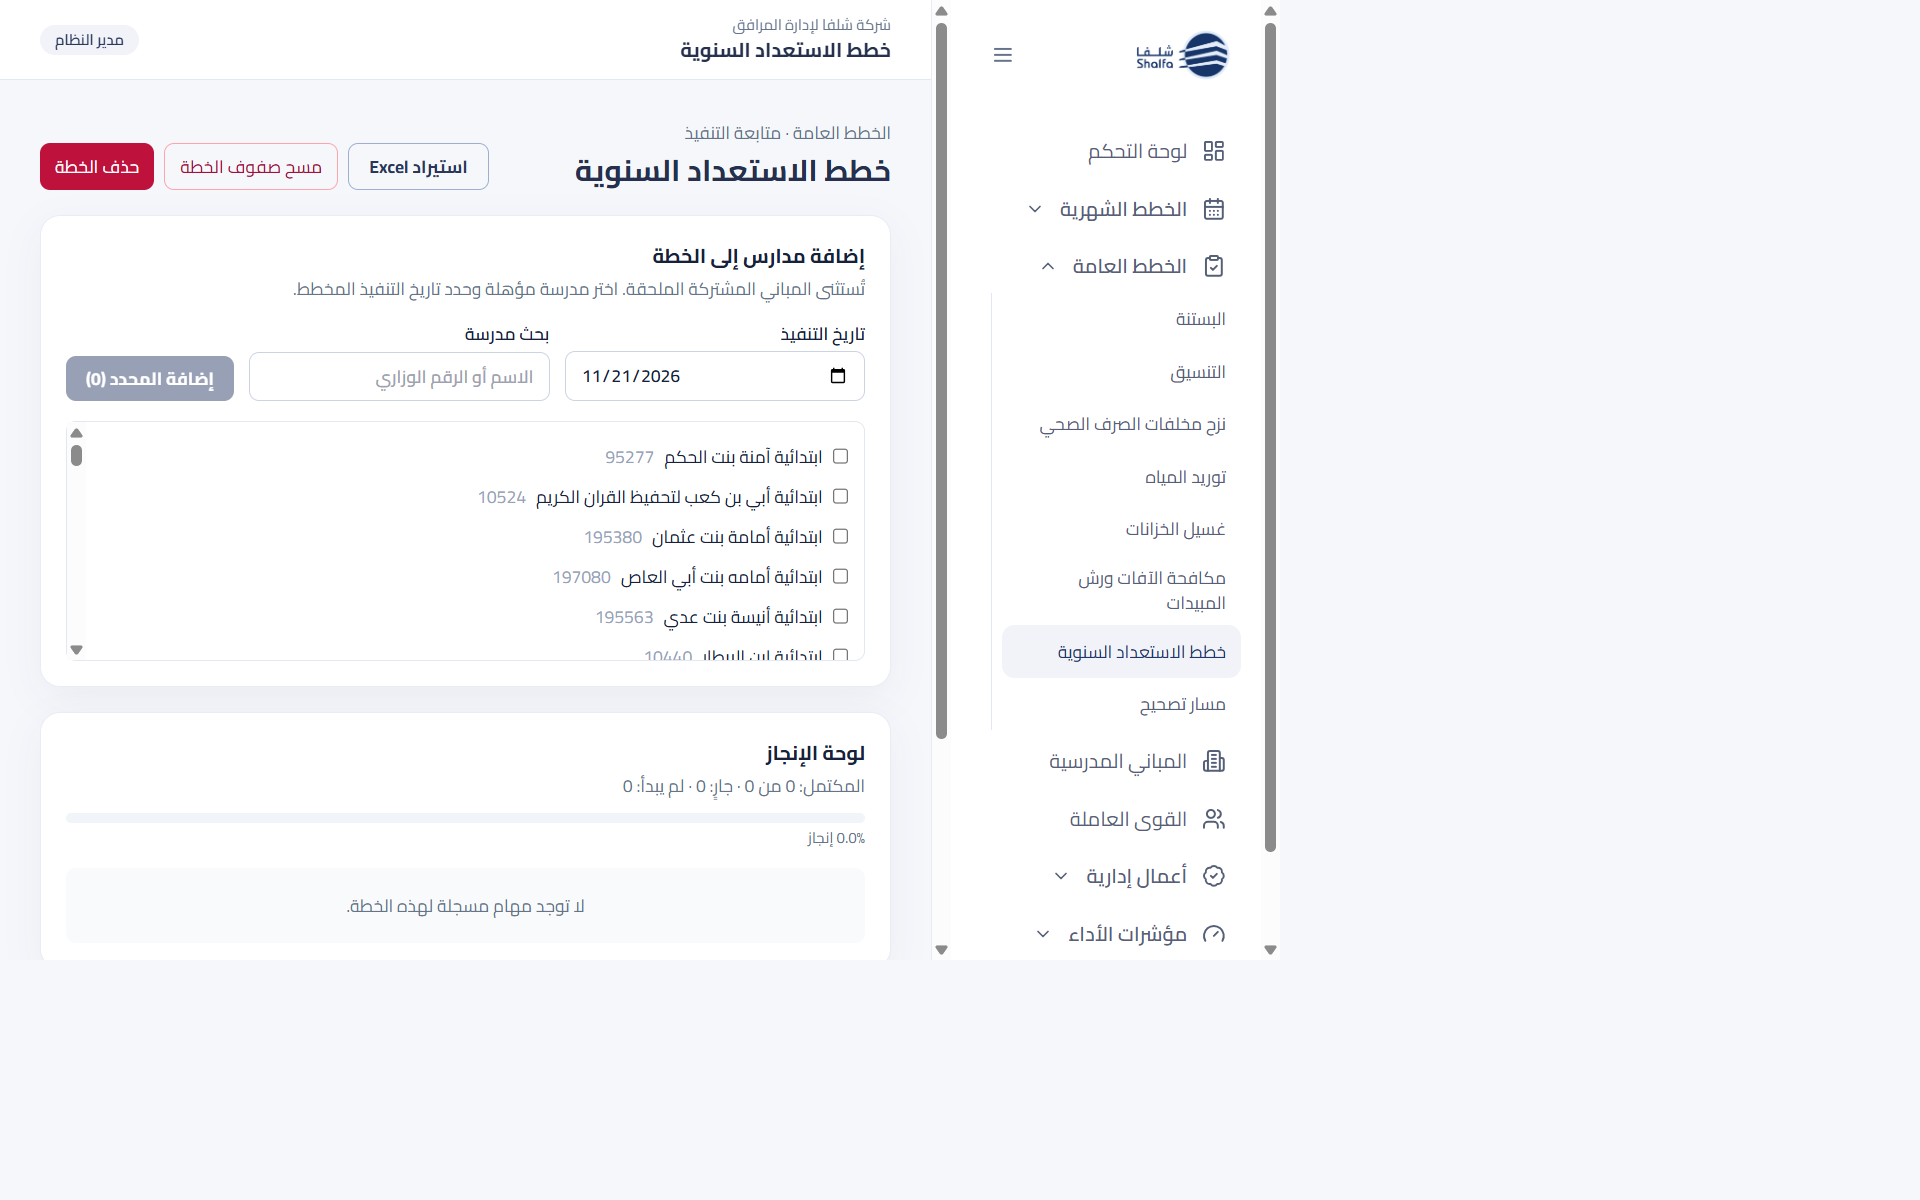 شلفا
Shalfa
لوحة التحكم
الخطط الشهرية
الخطط العامة
البستنة
التنسيق
نزح مخلفات الصرف الصحي
توريد المياه
غسيل الخزانات
مكافحة الآفات ورش
المبيدات
خطط الاستعداد السنوية
مسار تصحيح
المباني المدرسية
القوى العاملة
أعمال إدارية
مؤشرات الأداء
شركة شلفا لإدارة المرافق
خطط الاستعداد السنوية
مدير النظام
الخطط العامة · متابعة التنفيذ
خطط الاستعداد السنوية
استيراد Excel
مسح صفوف الخطة
حذف الخطة
إضافة مدارس إلى الخطة
تُستثنى المباني المشتركة الملحقة. اختر مدرسة مؤهلة وحدد تاريخ التنفيذ المخطط.
تاريخ التنفيذ
بحث مدرسة
11/21/2026
الاسم أو الرقم الوزاري
إضافة المحدد (0)
ابتدائية آمنة بنت الحكم 95277
ابتدائية أبي بن كعب لتحفيظ القران الكريم 10524
ابتدائية أمامة بنت عثمان 195380
ابتدائية أمامه بنت أبي العاص 197080
ابتدائية أنيسة بنت عدي 195563
ابتدائية ابن البيطار 10440
لوحة الإنجاز
المكتمل: 0 من 0 · جارٍ: 0 · لم يبدأ: 0
0.0% إنجاز
لا توجد مهام مسجلة لهذه الخطة.